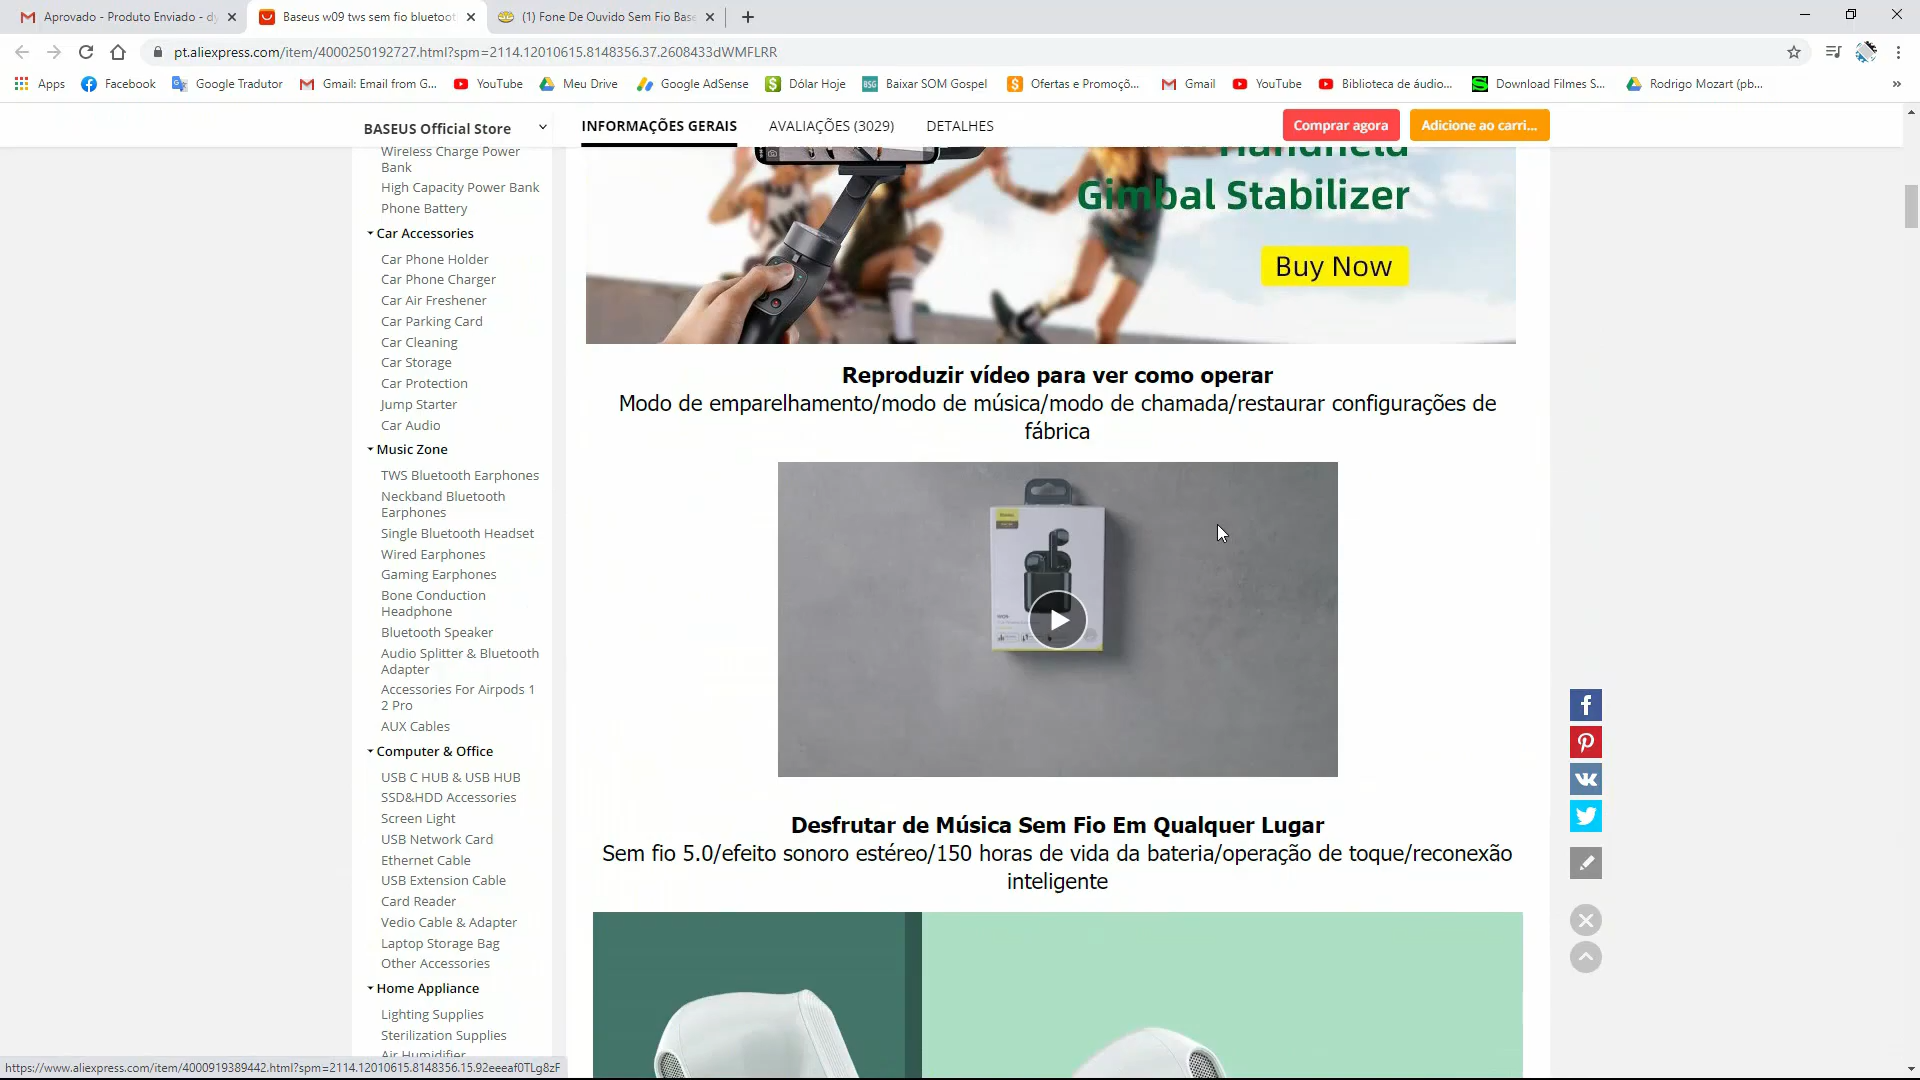 Aprovado - Produto Enviado - dy
Baseus w09 tws sem fio bluetoot
(1) Fone De Ouvido Sem Fio Base
pt.aliexpress.com/item/4000250192727.html?spm=2114.12010615.8148356.37.2608433dWMFLRR
Apps
Facebook
Google Tradutor
Gmail: Email from G...
YouTube
Meu Drive
Google AdSense
Dólar Hoje
Baixar SOM Gospel
Ofertas e Promoçõ...
Gmail
YouTube
Biblioteca de áudio...
Download Filmes S...
Rodrigo Mozart (pb...
BASEUS Official Store
INFORMAÇÕES GERAIS
AVALIAÇÕES (3029)
DETALHES
Comprar agora
Adicione ao carri...
Wireless Charge Power
Bank
High Capacity Power Bank
Phone Battery
Car Accessories
Car Phone Holder
Car Phone Charger
Car Air Freshener
Car Parking Card
Car Cleaning
Car Storage
Car Protection
Jump Starter
Car Audio
Music Zone
TWS Bluetooth Earphones
Neckband Bluetooth
Earphones
Single Bluetooth Headset
Wired Earphones
Gaming Earphones
Bone Conduction
Headphone
Bluetooth Speaker
Audio Splitter & Bluetooth
Adapter
Accessories For Airpods 1
2 Pro
AUX Cables
Computer & Office
USB C HUB & USB HUB
SSD&HDD Accessories
Screen Light
USB Network Card
Ethernet Cable
USB Extension Cable
Card Reader
Vedio Cable & Adapter
Laptop Storage Bag
Other Accessories
Home Appliance
Lighting Supplies
Sterilization Supplies
Air Humidifier
Handheld
Gimbal Stabilizer
Buy Now
Reproduzir vídeo para ver como operar
Modo de emparelhamento/modo de música/modo de chamada/restaurar configurações de
fábrica
Desfrutar de Música Sem Fio Em Qualquer Lugar
Sem fio 5.0/efeito sonoro estéreo/150 horas de vida da bateria/operação de toque/reconexão
inteligente
https://www.aliexpress.com/item/4000919389442.html?spm=2114.12010615.8148356.15.92eeeaf0TLg8zF